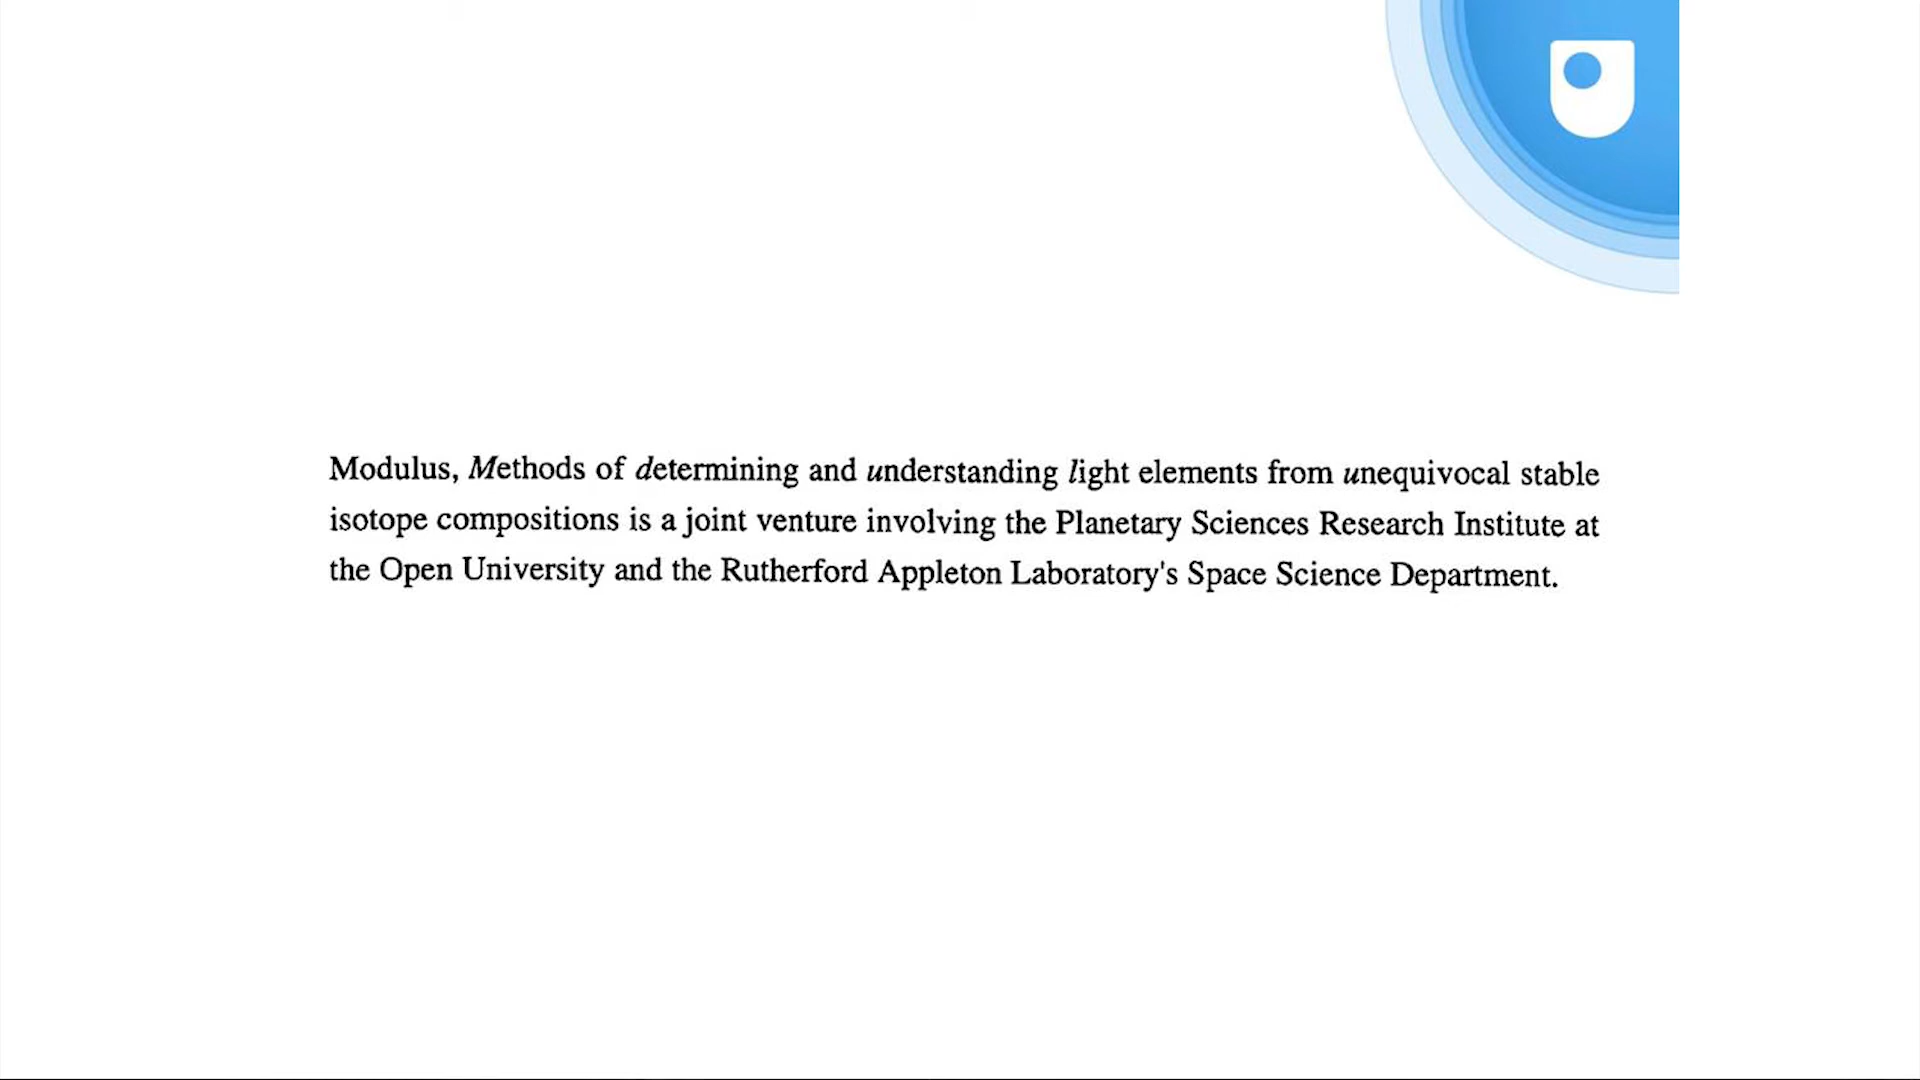 Modulus, Methods of determining and understanding light elements from unequivocal stable
isotope compositions is a joint venture involving the Planetary Sciences Research Institute at
the Open University and the Rutherford Appleton Laboratory's Space Science Department.